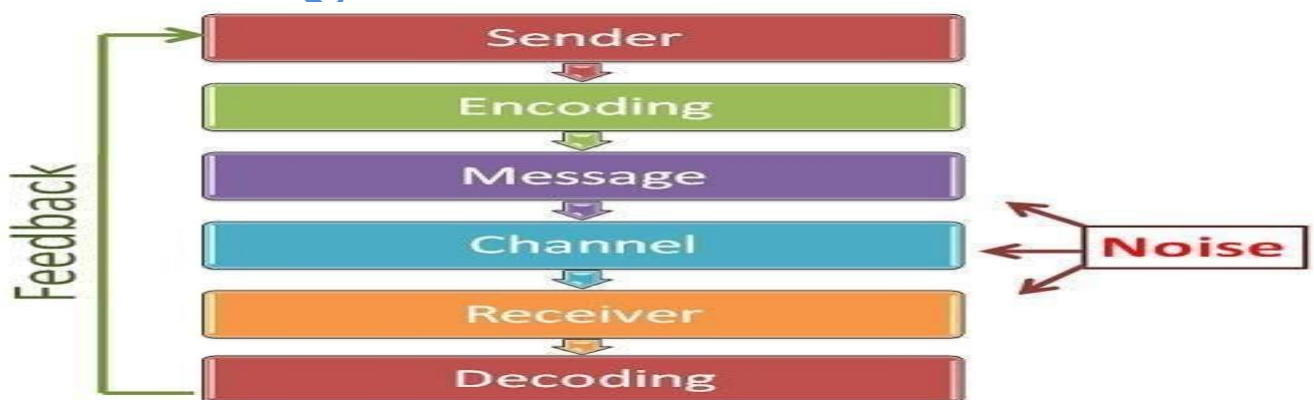 Sender
Encoding
Message
Channel
Receiver
Decoding
Feedback
Noise